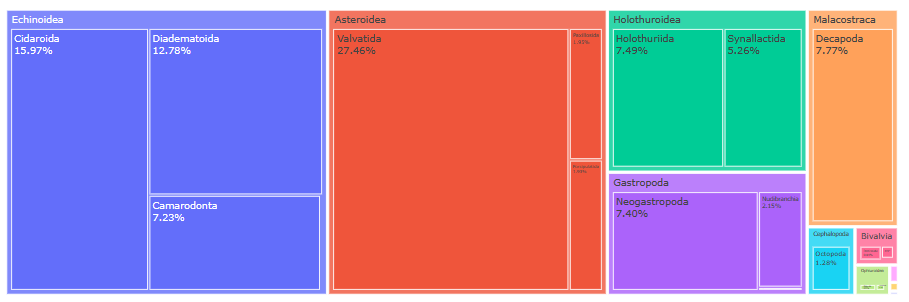 Echinoidea
Cidaroida
15.97%
Diadematoida
12.78%
Camarodonta
7.23%
Asteroidea
Valvatida
27.46%
Holothuroidea
Holothuriida
7.49%
Synallactida
5.26%
Gastropoda
Neogastropoda
7.40%
Nudibranchia
2.15%
Malacostraca
Decapoda
7.77%
Cephalopoda
Octopoda
1.28%
Bivalvia